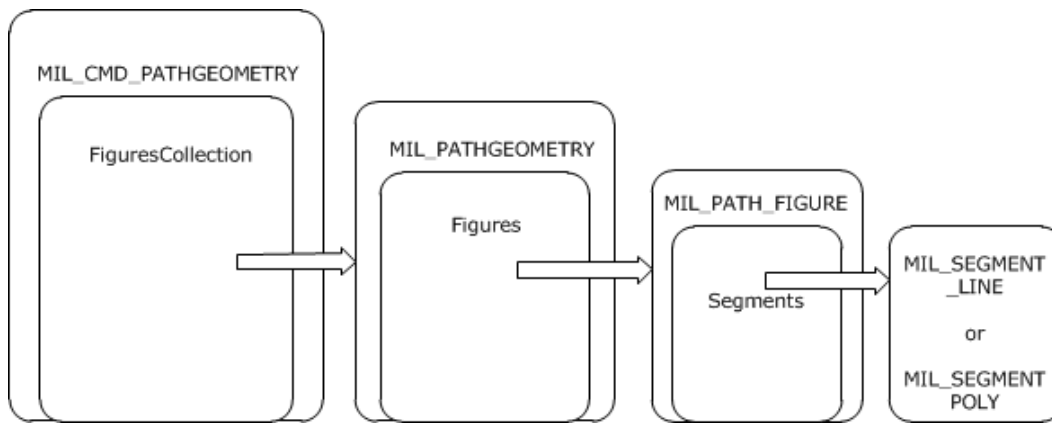 MIL_CMD_PATHGEOMETRY
FiguresCollection
MIL_PATHGEOMETRY
Figures
MIL_PATH_FIGURE
Segments
MIL_SEGMENT
_LINE
or
MIL_SEGMENT
POLY